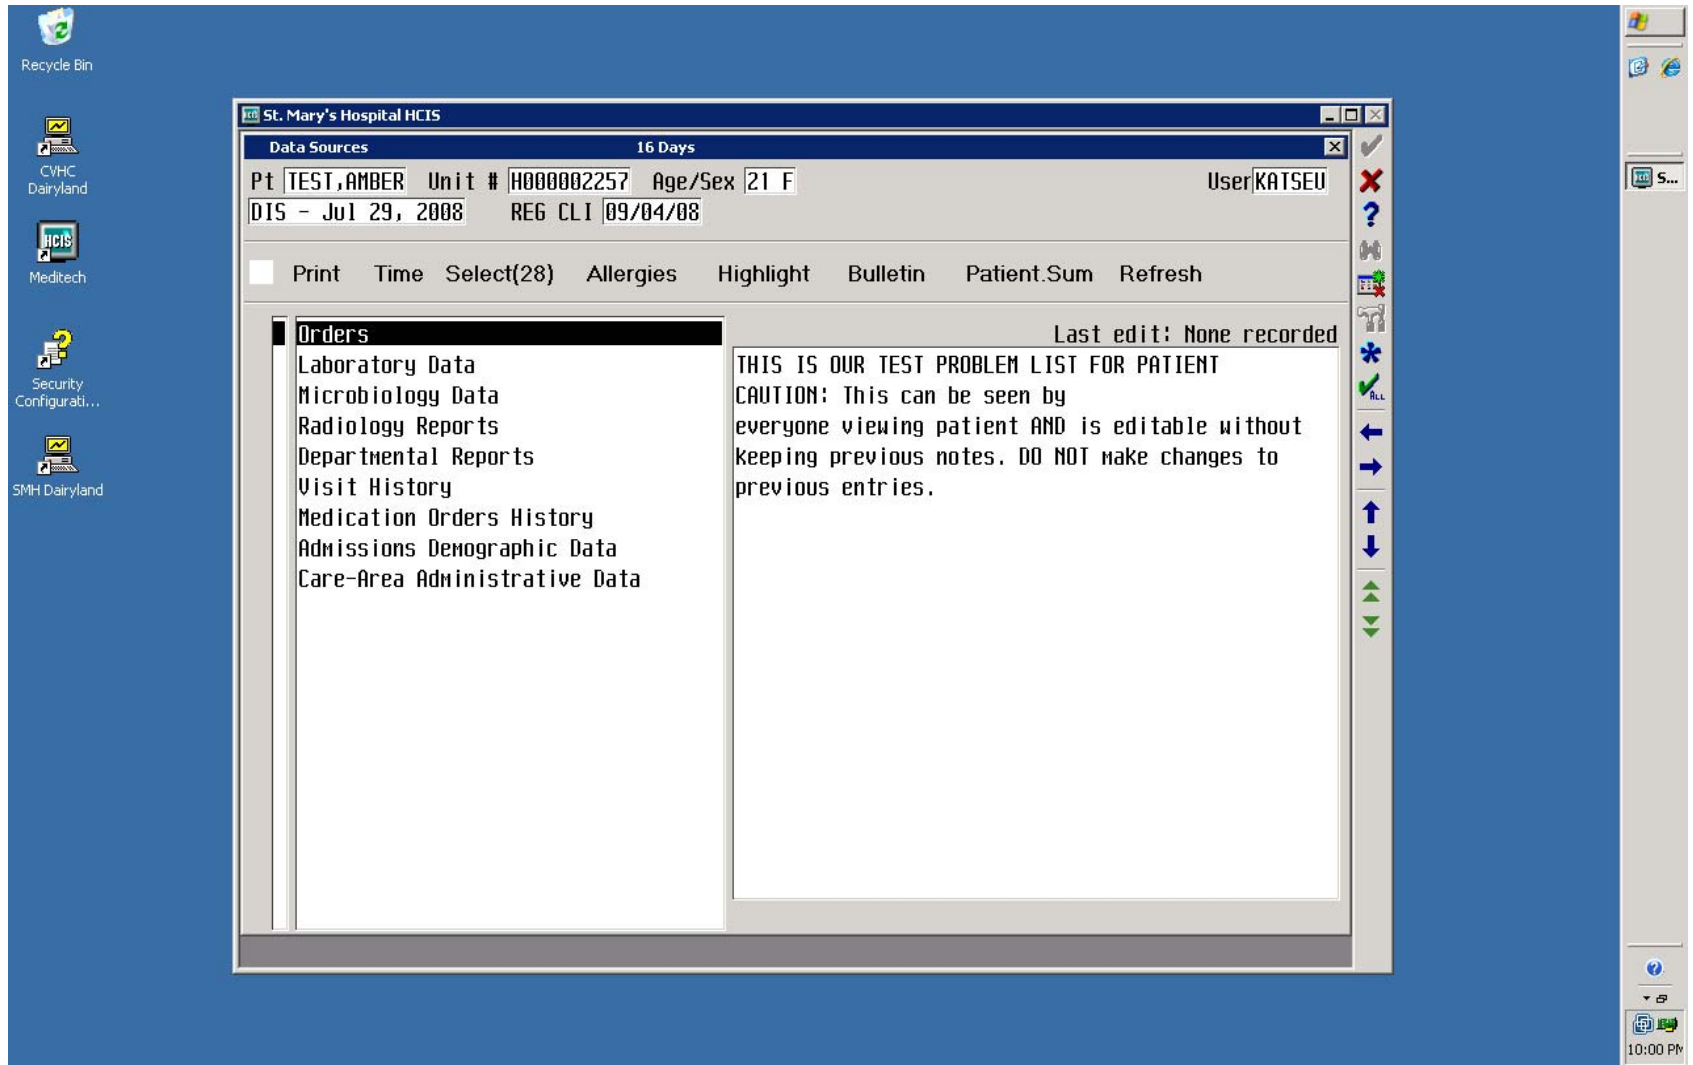 Recycle Bin
CVHC
Dairyland
HCIS
Meditech
Security
Configurati...
SMH Dairyland
St. Mary's Hospital HCIS
Data Sources 16 Days
Pt TEST,AMBER Unit # H000002257 Age/Sex 21 F User KATSEU
DIS - Jul 29, 2008 REG CLI 09/04/08
Print Time Select(28) Allergies Highlight Bulletin Patient.Sum Refresh
Orders
Laboratory Data
Microbiology Data
Radiology Reports
Departmental Reports
Visit History
Medication Orders History
Admissions Demographic Data
Care-Area Administrative Data
Last edit: None recorded
THIS IS OUR TEST PROBLEM LIST FOR PATIENT
CAUTION: This can be seen by
everyone viewing patient AND is editable without
keeping previous notes. DO NOT make changes to
previous entries.
ALL
S...
10:00 PM